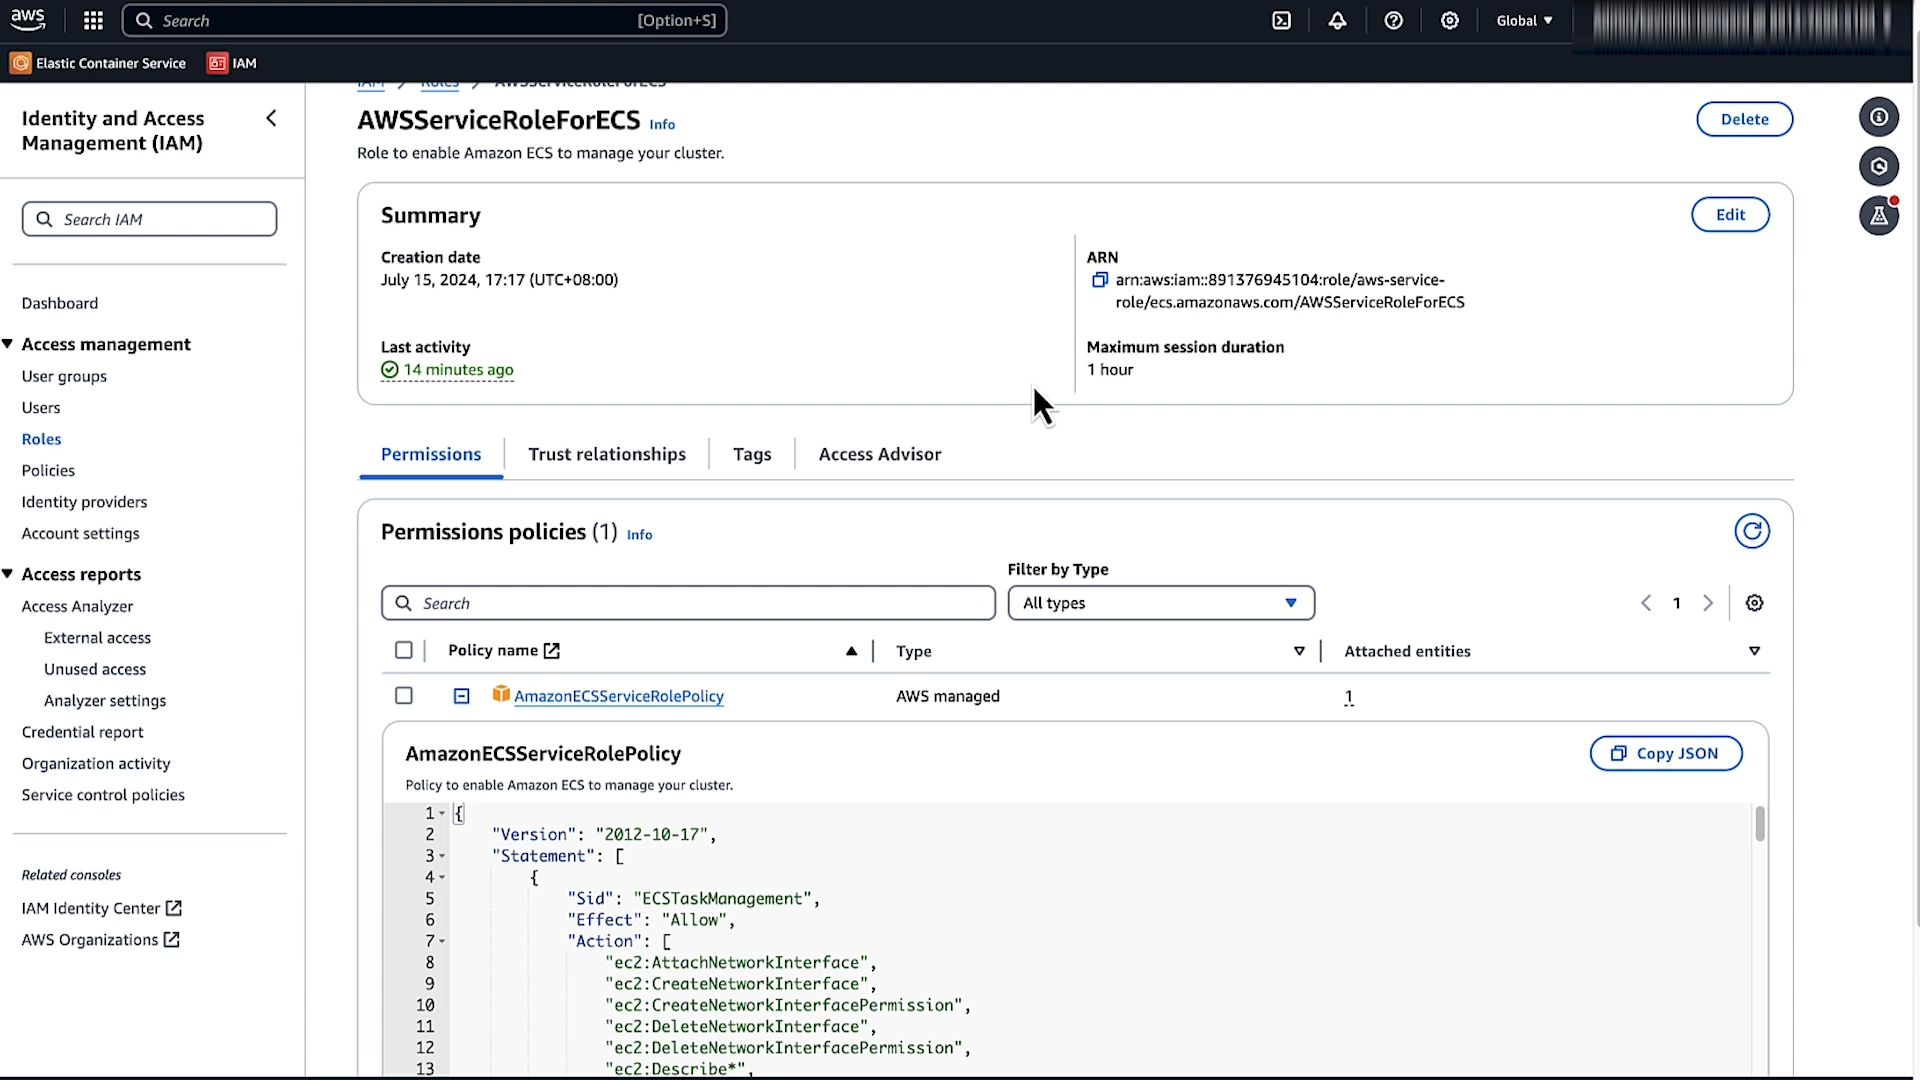 aws
Search
[Option+S]
Global
Elastic Container Service
IAM
Identity and Access
Management (IAM)
Search IAM
Dashboard
Access management
User groups
Users
Roles
Policies
Identity providers
Account settings
Access reports
Access Analyzer
External access
Unused access
Analyzer settings
Credential report
Organization activity
Service control policies
Related consoles
IAM Identity Center
AWS Organizations
IAM Roles AWSServiceRoleForECS
AWSServiceRoleForECS Info
Delete
Role to enable Amazon ECS to manage your cluster.
Summary
Edit
Creation date
July 15, 2024, 17:17 (UTC+08:00)
ARN
arn:aws:iam::891376945104:role/aws-service-
role/ecs.amazonaws.com/AWSServiceRoleForECS
Last activity
14 minutes ago
Maximum session duration
1 hour
Permissions
Trust relationships
Tags
Access Advisor
Permissions policies (1) Info
Filter by Type
Search
All types
1
Policy name
Type
Attached entities
AmazonECSServiceRolePolicy
AWS managed
1
AmazonECSServiceRolePolicy
Copy JSON
Policy to enable Amazon ECS to manage your cluster.
1 {
2 "Version": "2012-10-17",
3 "Statement": [
4 {
5 "Sid": "ECSTaskManagement",
6 "Effect": "Allow",
7 "Action": [
8 "ec2:AttachNetworkInterface",
9 "ec2:CreateNetworkInterface",
10 "ec2:CreateNetworkInterfacePermission",
11 "ec2:DeleteNetworkInterface",
12 "ec2:DeleteNetworkInterfacePermission",
13 "ec2:Describe*",